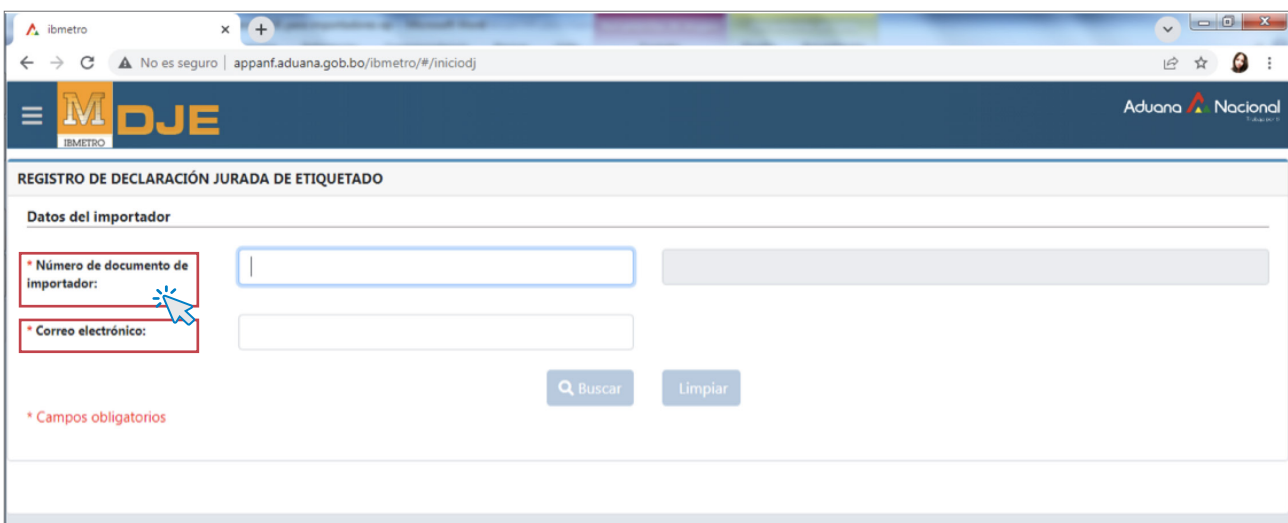 ibmetro
No es seguro | appanf.aduana.gob.bo/ibmetro/#/iniciodj
M DJE
IBMETRO
Aduana Nacional
REGISTRO DE DECLARACIÓN JURADA DE ETIQUETADO
Datos del importador
* Número de documento de
importador:
* Correo electrónico:
Buscar Limpiar
* Campos obligatorios